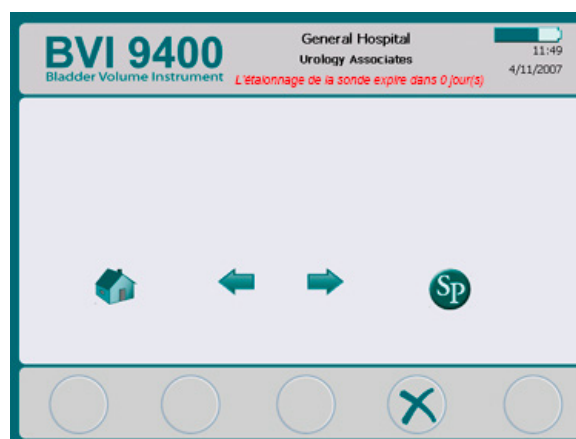 BVI 9400
Bladder Volume Instrument
General Hospital
Urology Associates
L'étalonnage de la sonde expire dans 0 jour(s)
11:49
4/11/2007
SP